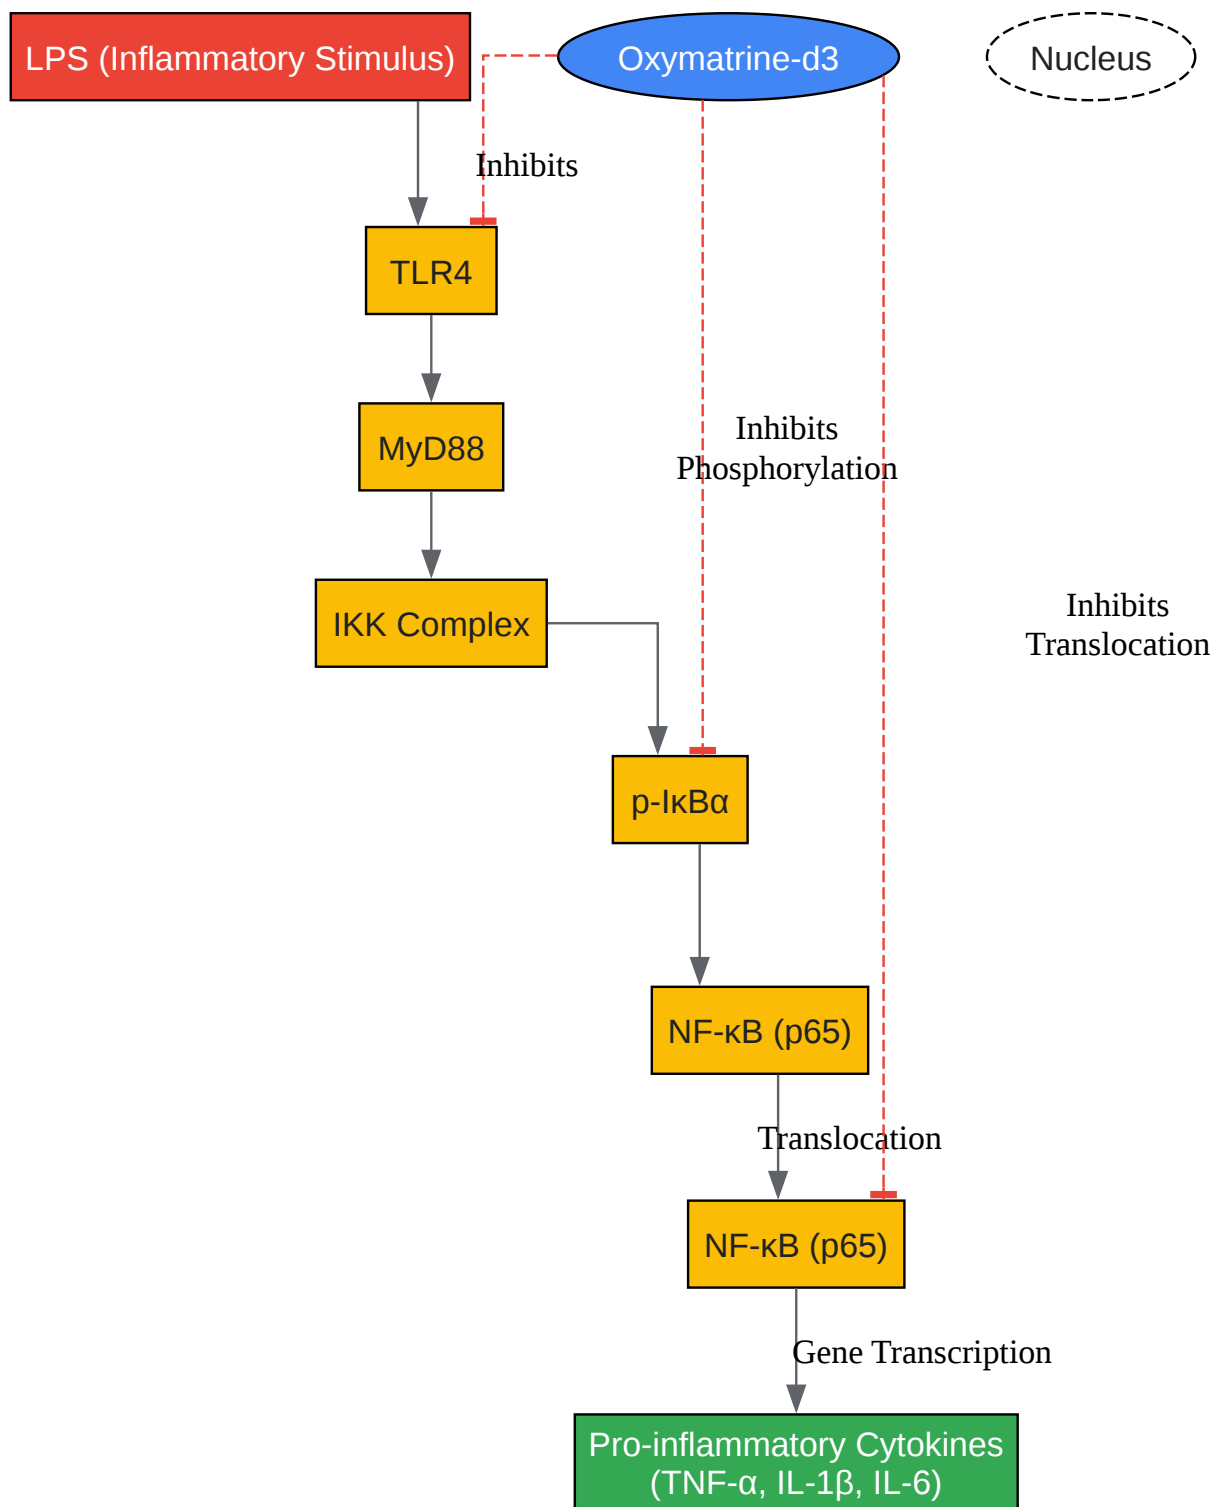 LPS (Inflammatory Stimulus)
Oxymatrine-d3
Nucleus
Inhibits
TLR4
Inhibits
Phosphorylation
MyD88
Inhibits
Translocation
IKK Complex
p-IκBα
NF-κB (p65)
Translocation
NF-κB (p65)
Gene Transcription
Pro-inflammatory Cytokines
(TNF-α, IL-1β, IL-6)